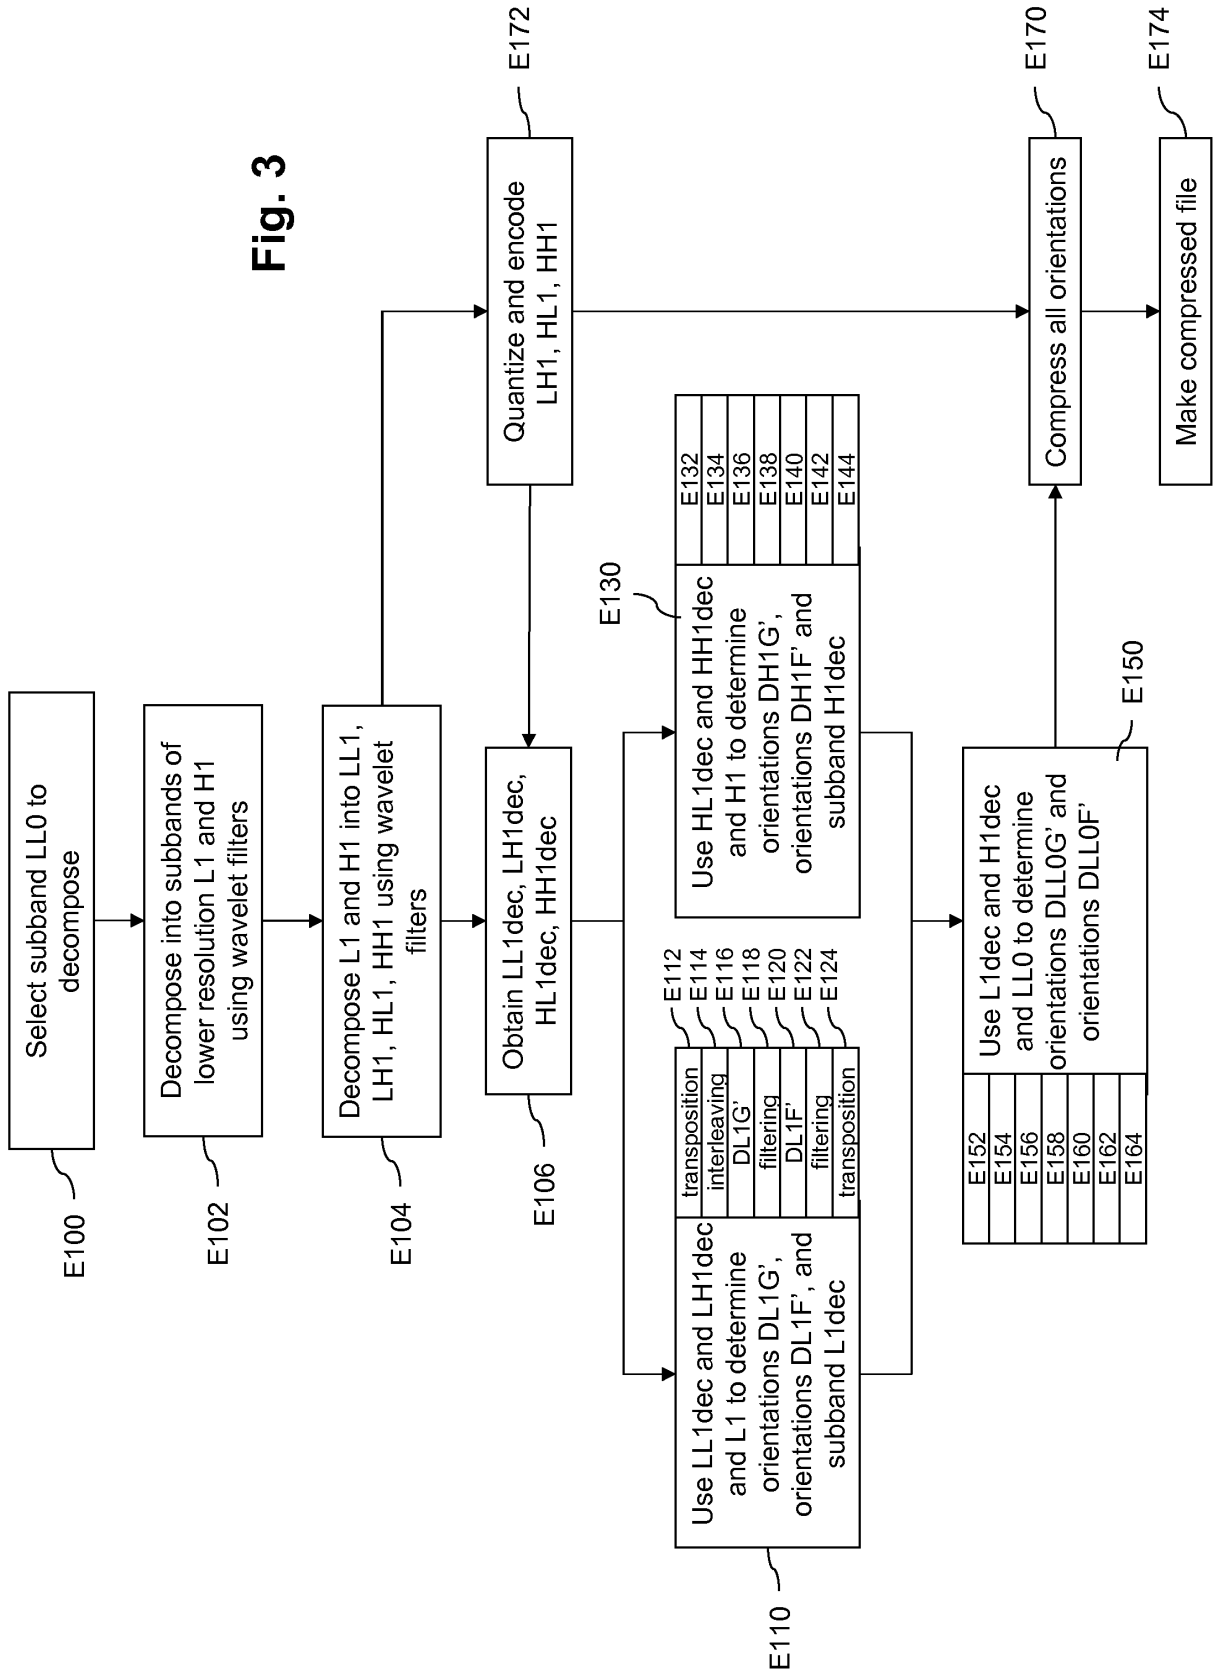 Fig. 3
Select subband LL0 to
decompose
E100
Decompose into subbands of
lower resolution L1 and H1
using wavelet filters
E102
Decompose L1 and H1 into LL1,
LH1, HL1, HH1 using wavelet
filters
E104
Quantize and encode
LH1, HL1, HH1
E172
Obtain LL1dec, LH1dec,
HL1dec, HH1dec
E106
Use LL1dec and LH1dec
and L1 to determine
orientations DL1G’,
orientations DL1F’, and
subband L1dec
E110
transposition
interleaving
DL1G’
filtering
DL1F’
filtering
transposition
E112
E114
E116
E118
E120
E122
E124
Use HL1dec and HH1dec
and H1 to determine
orientations DH1G’,
orientations DH1F’ and
subband H1dec
E130
E132
E134
E136
E138
E140
E142
E144
E152
E154
E156
E158
E160
E162
E164
Use L1dec and H1dec
and LL0 to determine
orientations DLL0G’ and
orientations DLL0F’
E150
Compress all orientations
E170
Make compressed file
E174